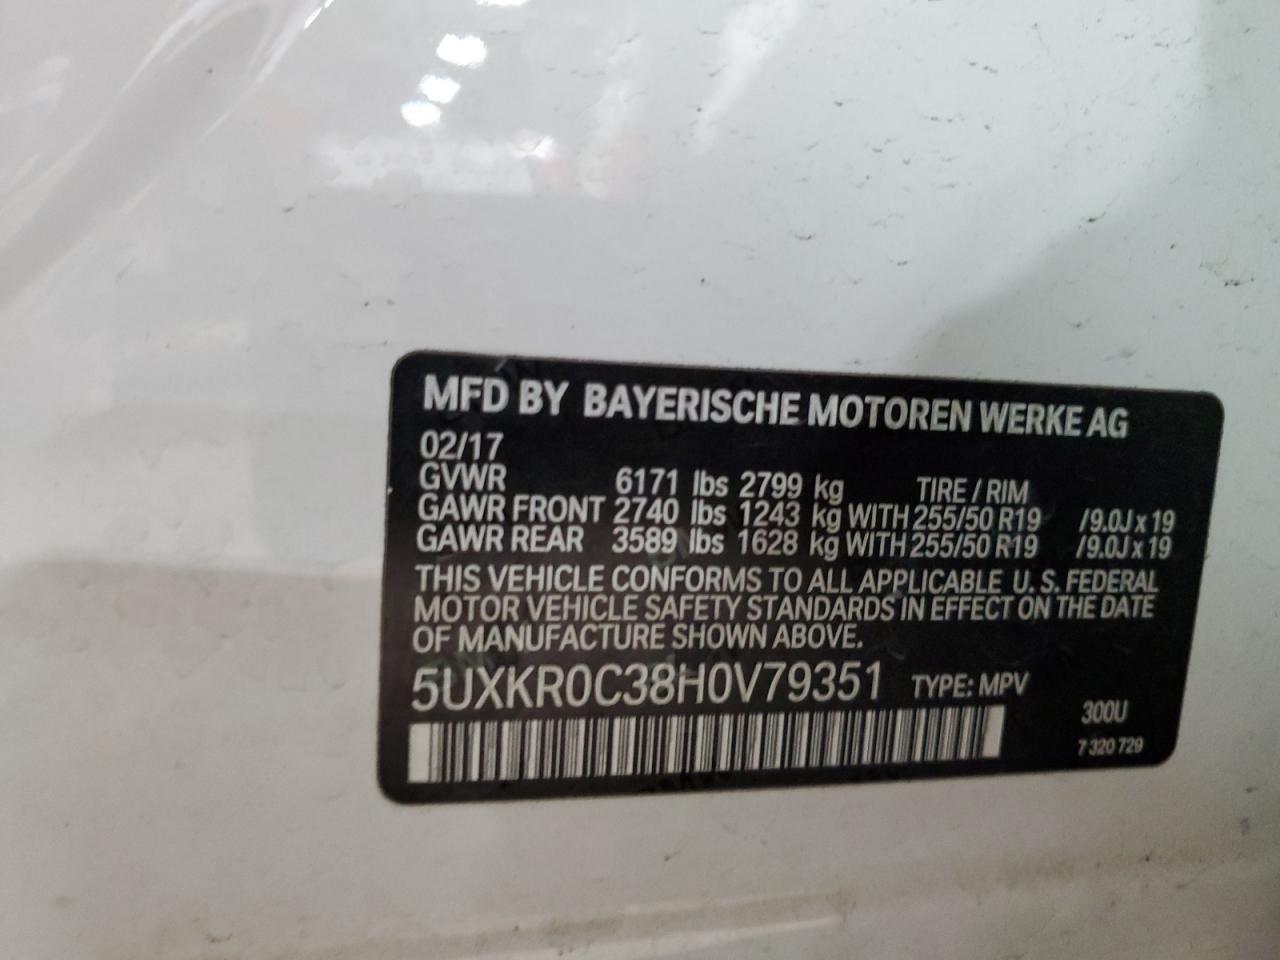 MFD BY BAYERISCHE MOTOREN WERKE AG
02/17
GVWR 6171 lbs 2799 kg TIRE / RIM
GAWR FRONT 2740 lbs 1243 kg WITH 255/50 R19 /9.0J x 19
GAWR REAR 3589 lbs 1628 kg WITH 255/50 R19 /9.0J x 19
THIS VEHICLE CONFORMS TO ALL APPLICABLE U. S. FEDERAL
MOTOR VEHICLE SAFETY STANDARDS IN EFFECT ON THE DATE
OF MANUFACTURE SHOWN ABOVE.
5UXKR0C38H0V79351 TYPE: MPV
300U
7 320 729